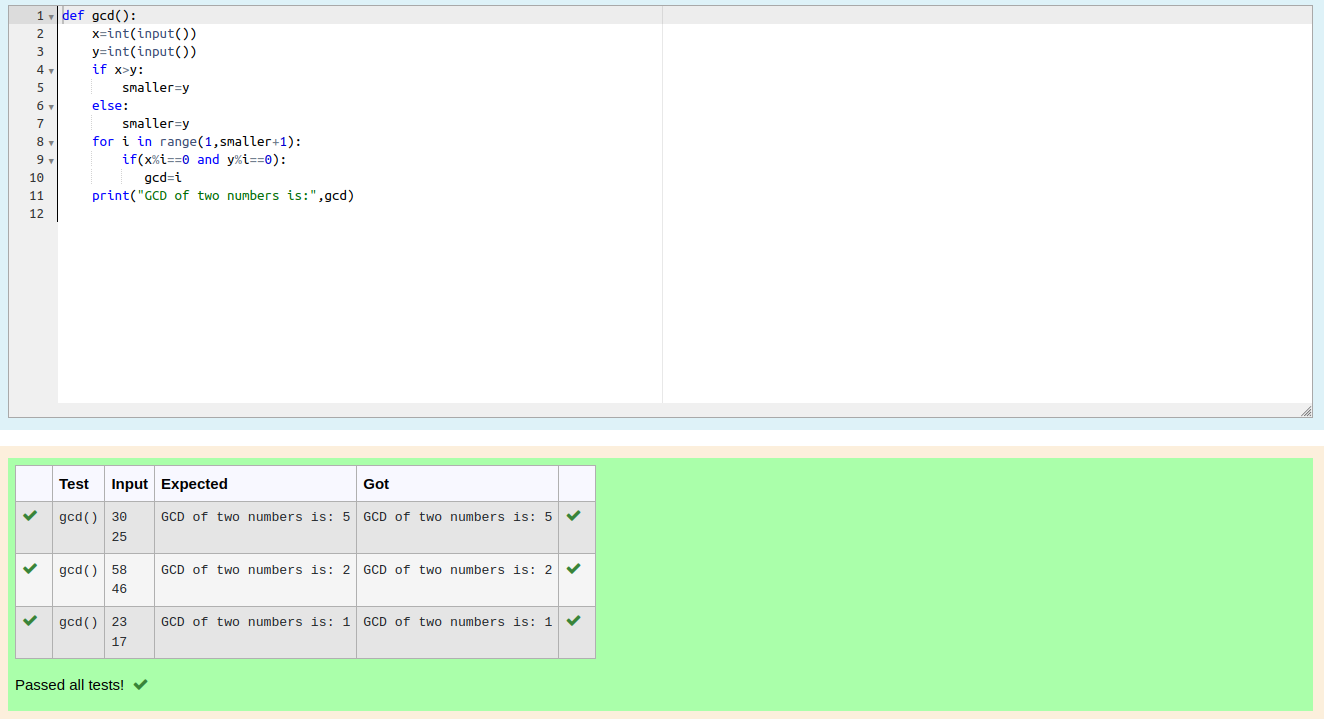 1 def gcd():
2     x=int(input())
3     y=int(input())
4     if x>y:
5         smaller=y
6     else:
7         smaller=y
8     for i in range(1,smaller+1):
9         if(x%i==0 and y%i==0):
10            gcd=i
11    print("GCD of two numbers is:",gcd)
12
Test Input Expected Got
gcd() 30 GCD of two numbers is: 5 GCD of two numbers is: 5
25
gcd() 58 GCD of two numbers is: 2 GCD of two numbers is: 2
46
gcd() 23 GCD of two numbers is: 1 GCD of two numbers is: 1
17
Passed all tests!